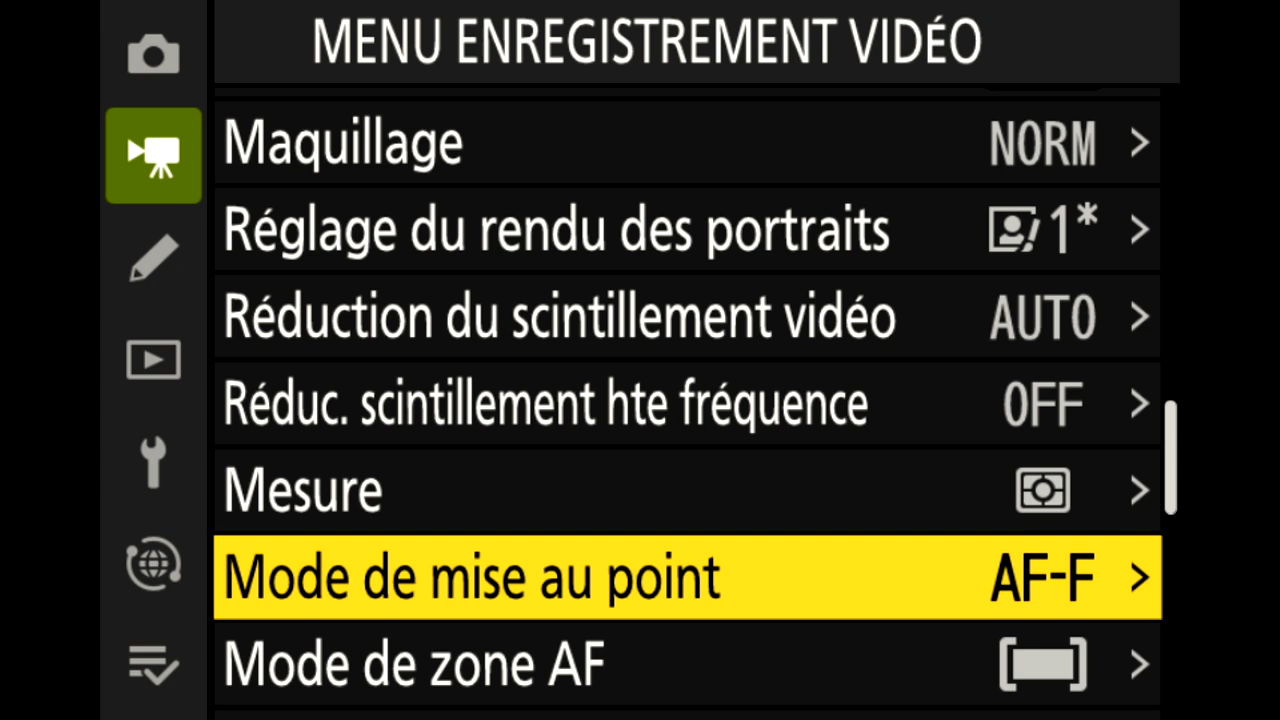 MENU ENREGISTREMENT VIDÉO
Maquillage NORM >
Réglage du rendu des portraits 1* >
Réduction du scintillement vidéo AUTO >
Réduc. scintillement hte fréquence OFF >
Mesure >
Mode de mise au point AF-F >
Mode de zone AF >